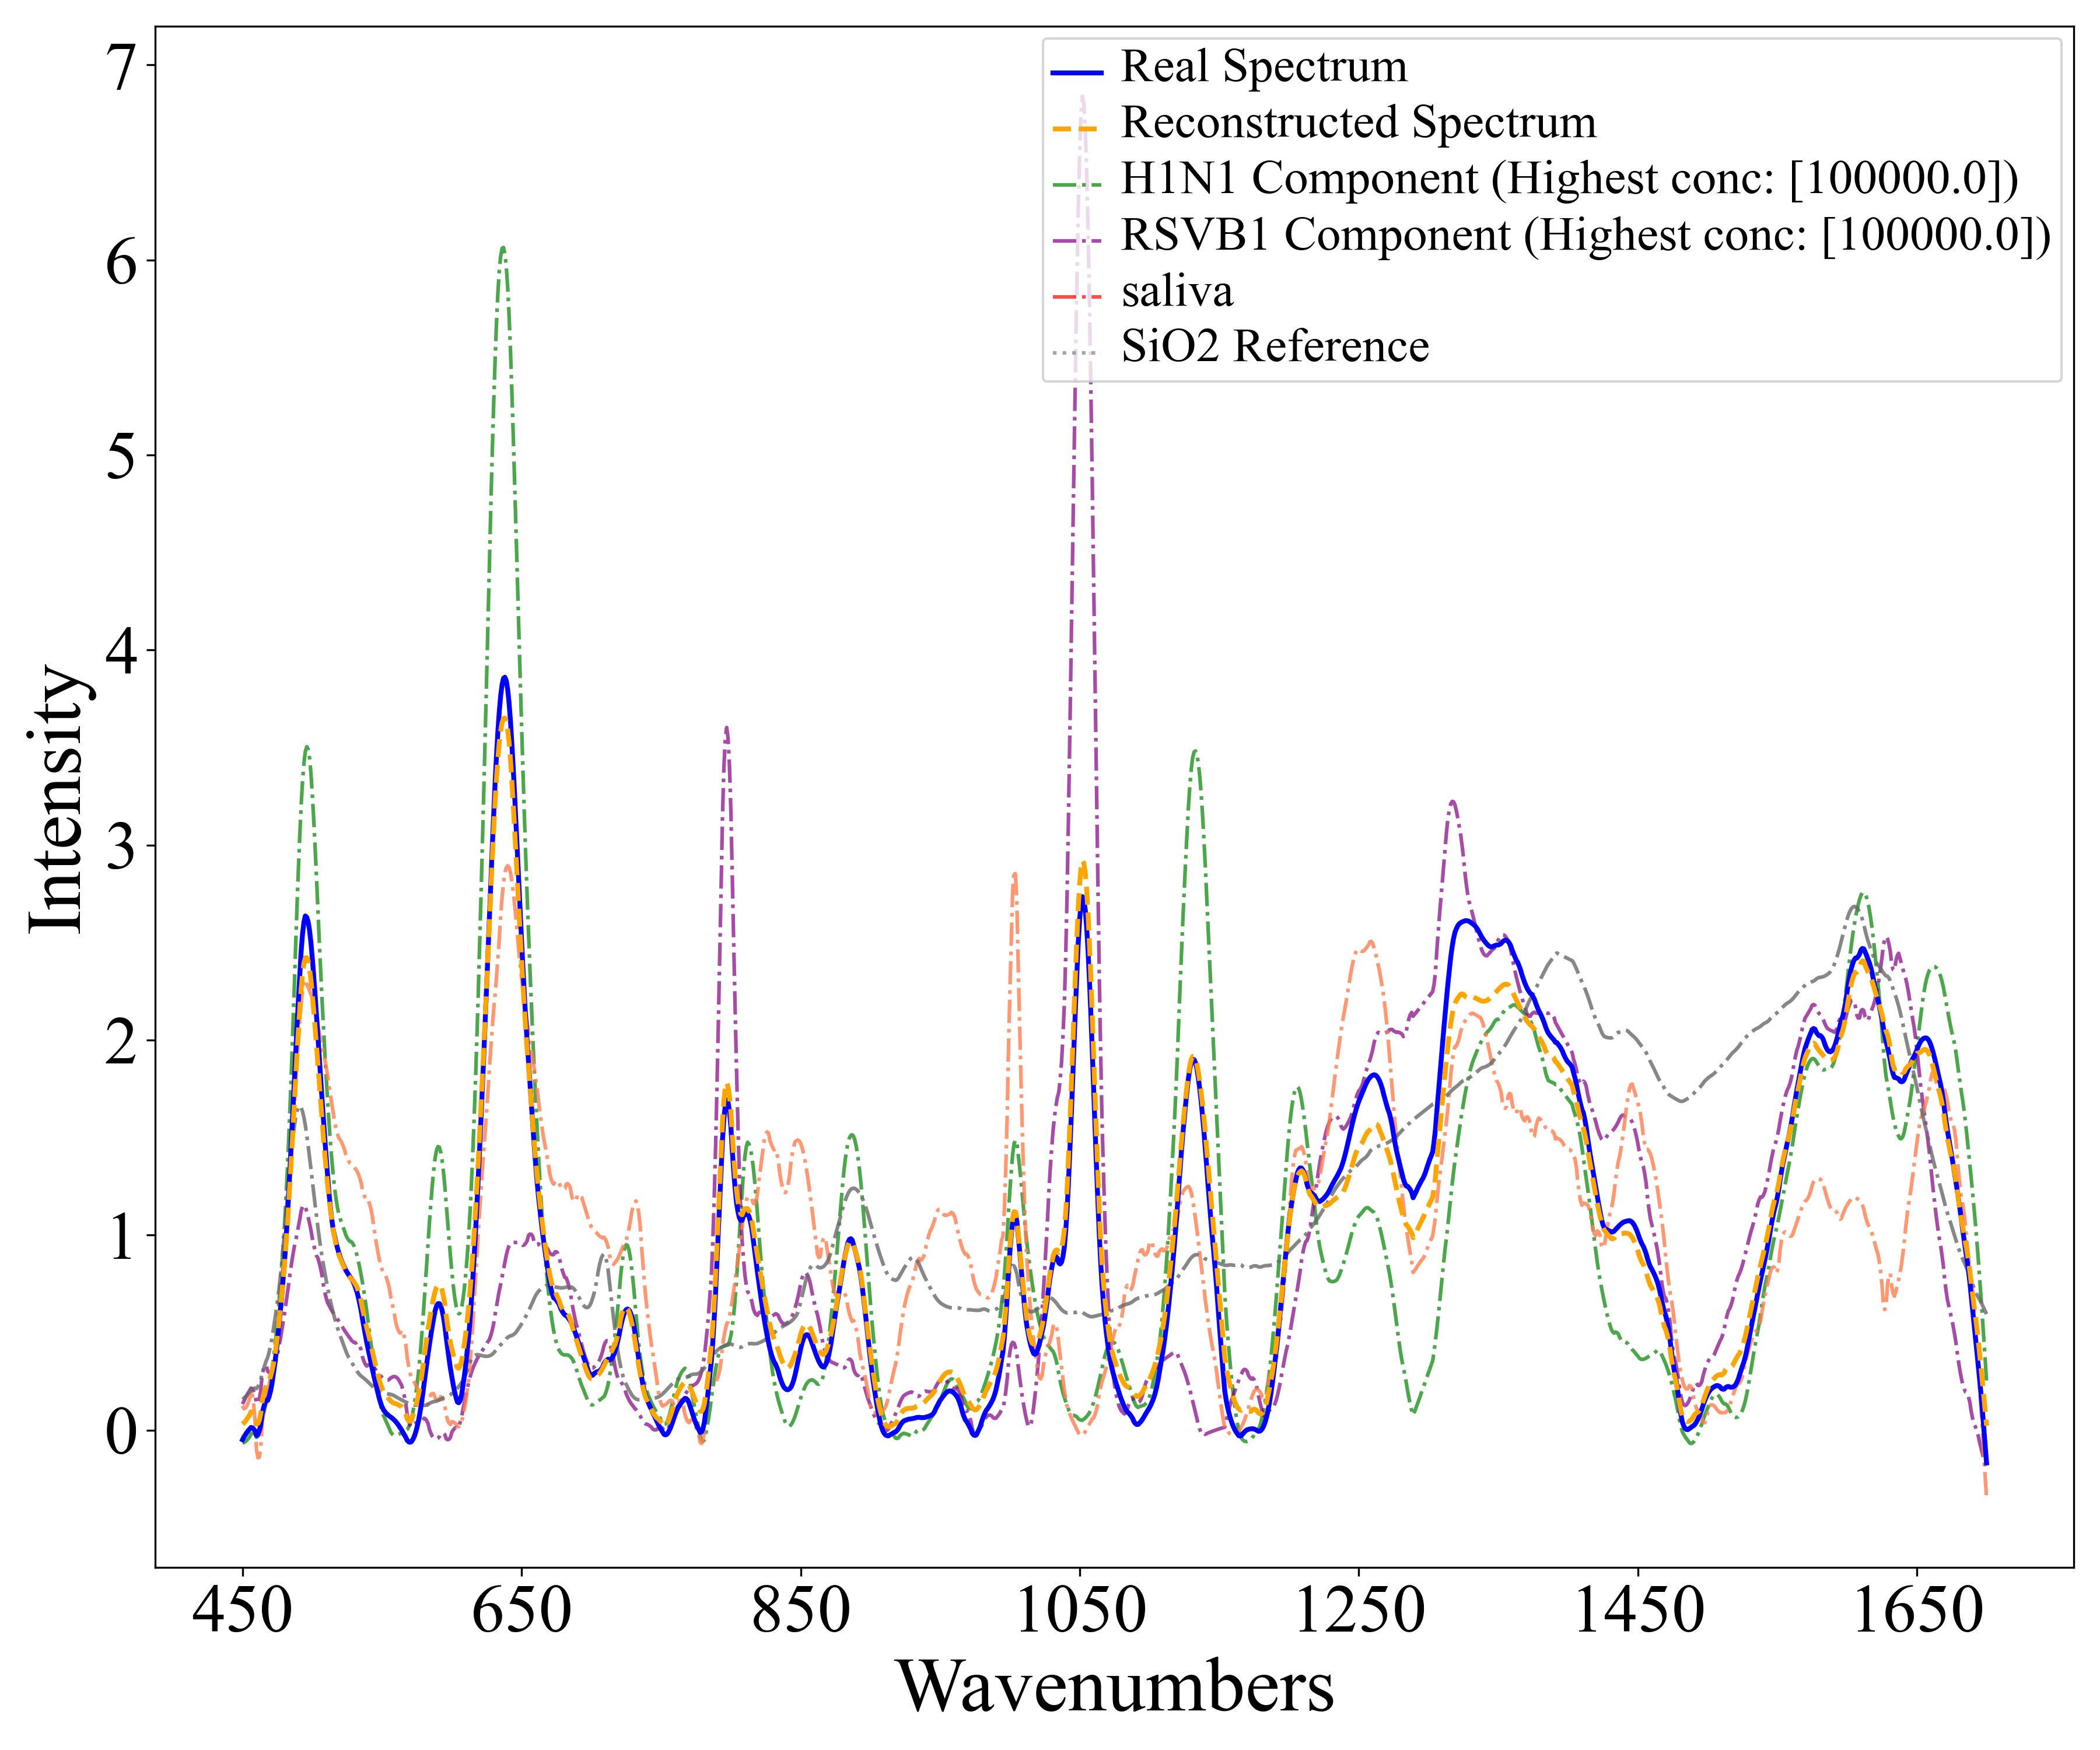 Real Spectrum
Reconstructed Spectrum
H1N1 Component (Highest conc: [100000.0])
RSVB1 Component (Highest conc: [100000.0])
saliva
SiO2 Reference
7
6
5
4
3
2
1
0
Intensity
450 650 850 1050 1250 1450 1650
Wavenumbers